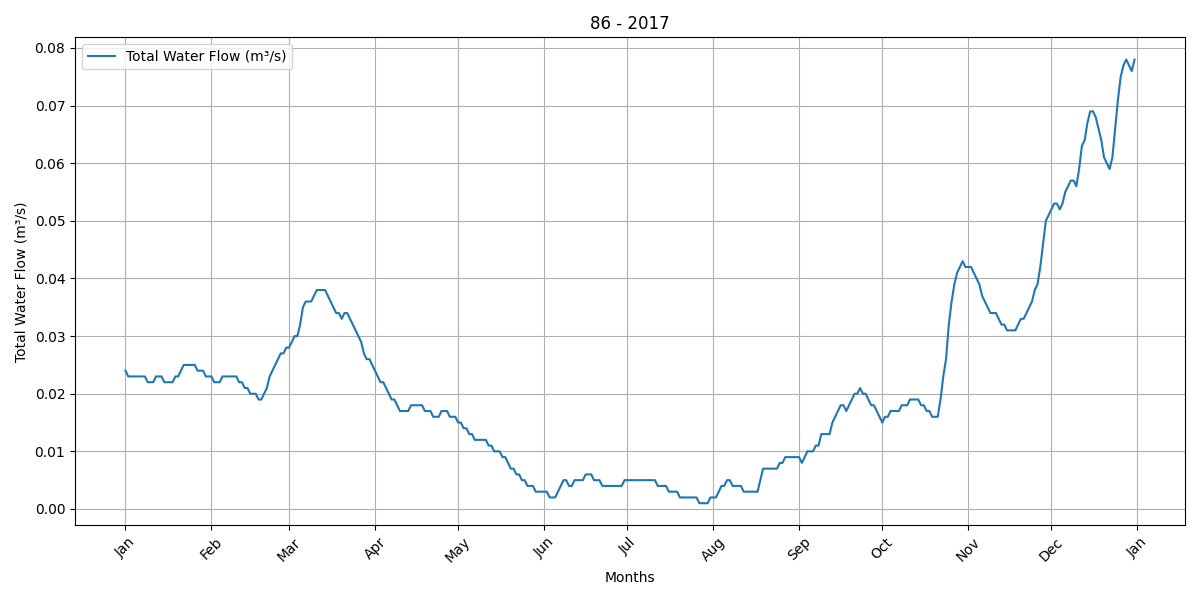 86 - 2017
Total Water Flow (m³/s)
0.08
0.07
0.06
0.05
0.04
0.03
0.02
0.01
0.00
Total Water Flow (m³/s)
Jan
Feb
Mar
Apr
May
Jun
Jul
Aug
Sep
Oct
Nov
Dec
Jan
Months